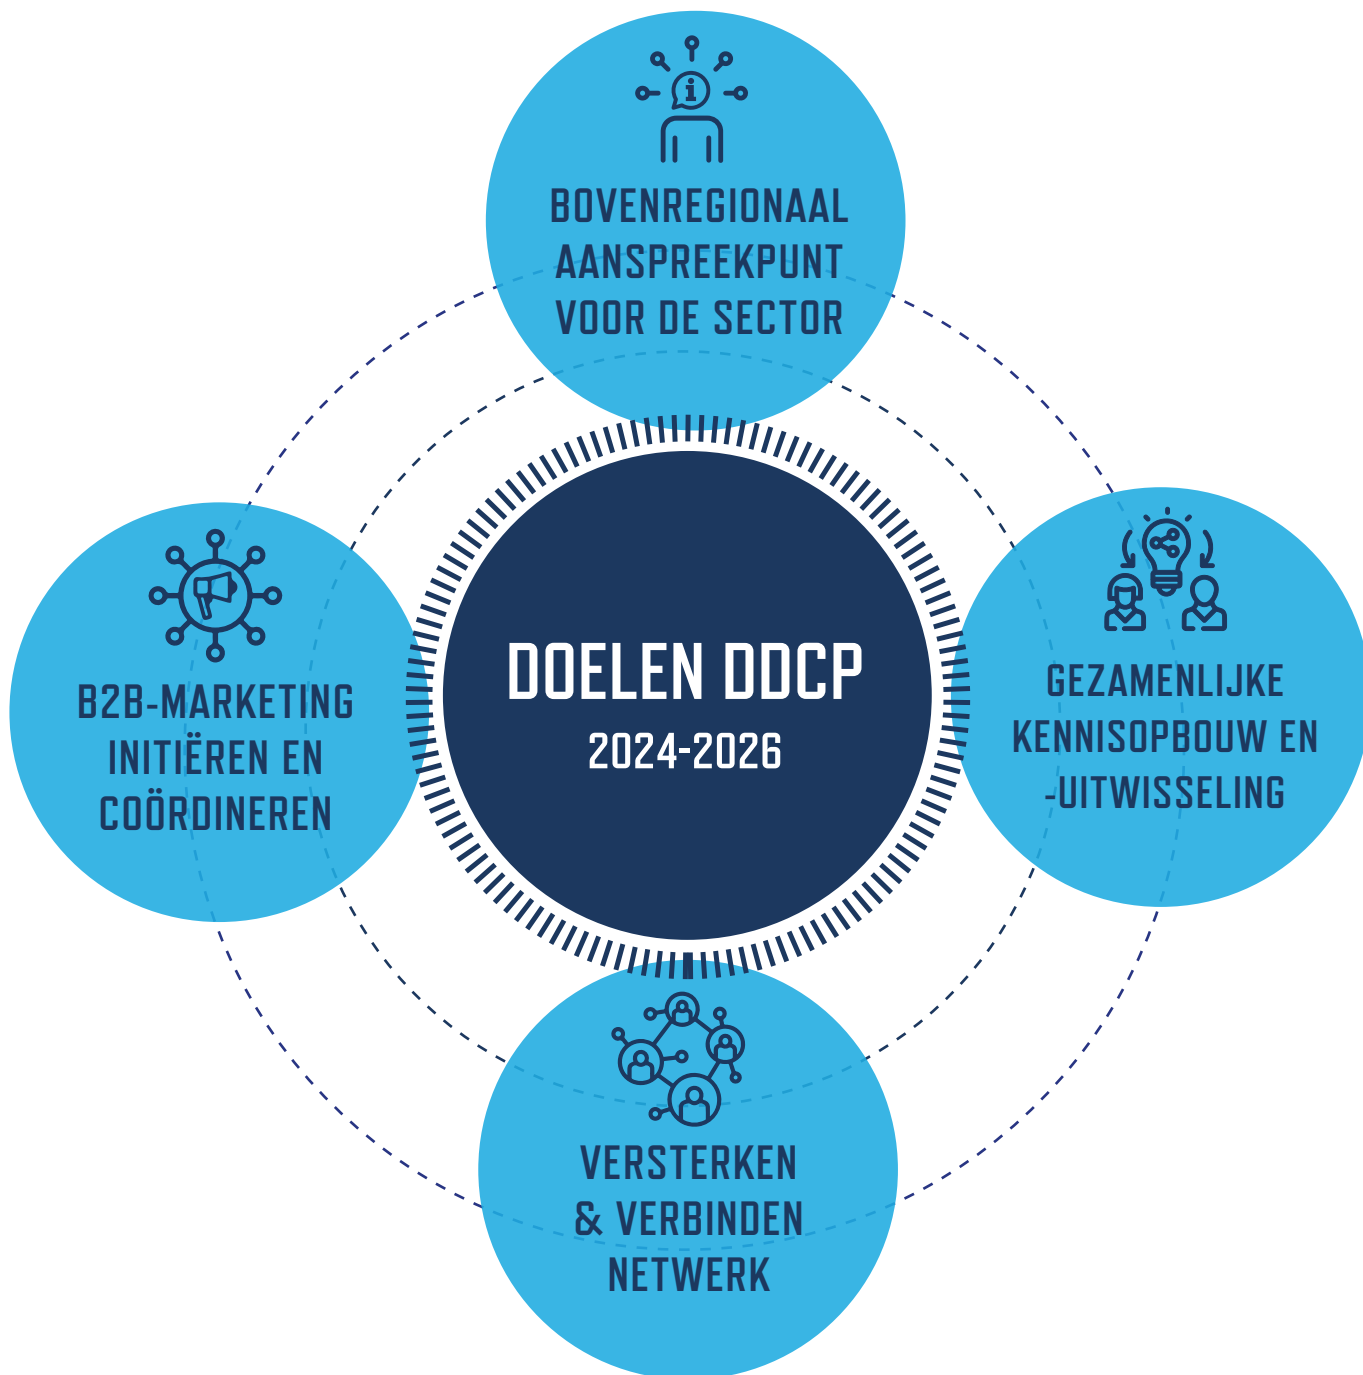 BOVENREGIONAAL
AANSPREEKPUNT
VOOR DE SECTOR
B2B-MARKETING
INITIËREN EN
COÖRDINEREN
DOELEN DDCP
2024-2026
GEZAMENLIJKE
KENNISOPBOUW EN
-UITWISSELING
VERSTERKEN
& VERBINDEN
NETWERK